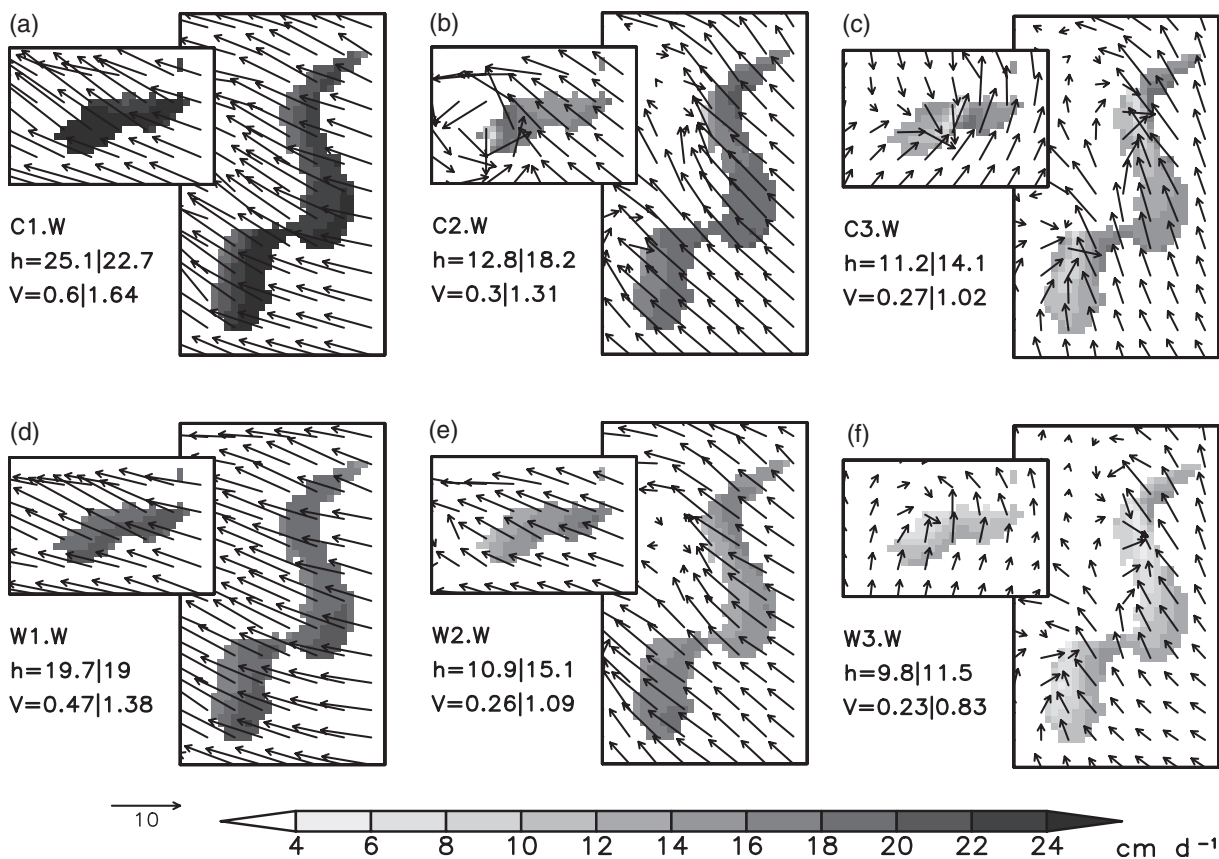 (a)
(b)
(c)
C1.W
h=25.1|22.7
V=0.6|1.64
C2.W
h=12.8|18.2
V=0.3|1.31
C3.W
h=11.2|14.1
V=0.27|1.02
(d)
(e)
(f)
W1.W
h=19.7|19
V=0.47|1.38
W2.W
h=10.9|15.1
V=0.26|1.09
W3.W
h=9.8|11.5
V=0.23|0.83
10
4 6 8 10 12 14 16 18 20 22 24 cm d⁻¹